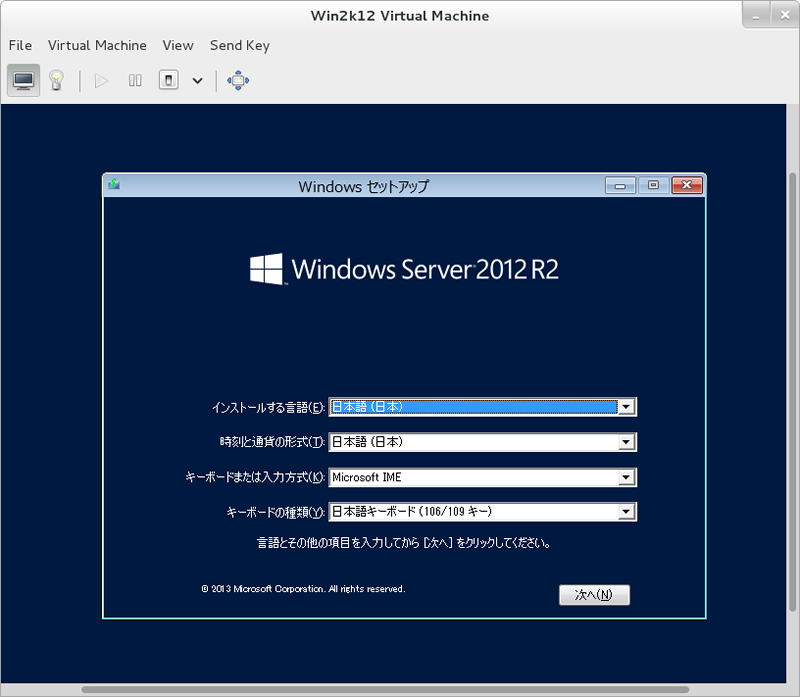 Win2k12 Virtual Machine
File Virtual Machine View Send Key
Windows セットアップ
Windows Server 2012 R2
インストールする言語(E): 日本語 (日本)
時刻と通貨の形式(T): 日本語 (日本)
キーボードまたは入力方式(K): Microsoft IME
キーボードの種類(Y): 日本語キーボード (106/109 キー)
言語とその他の項目を入力してから [次へ] をクリックしてください。
© 2013 Microsoft Corporation. All rights reserved.
次へ(N)